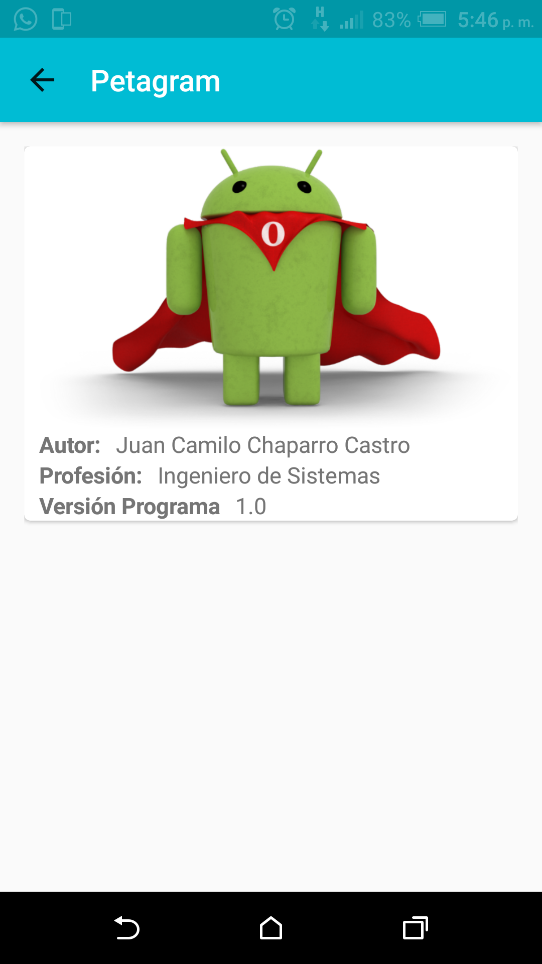 H 83% 5:46 p. m.
Petagram
O
Autor: Juan Camilo Chaparro Castro
Profesión: Ingeniero de Sistemas
Versión Programa 1.0